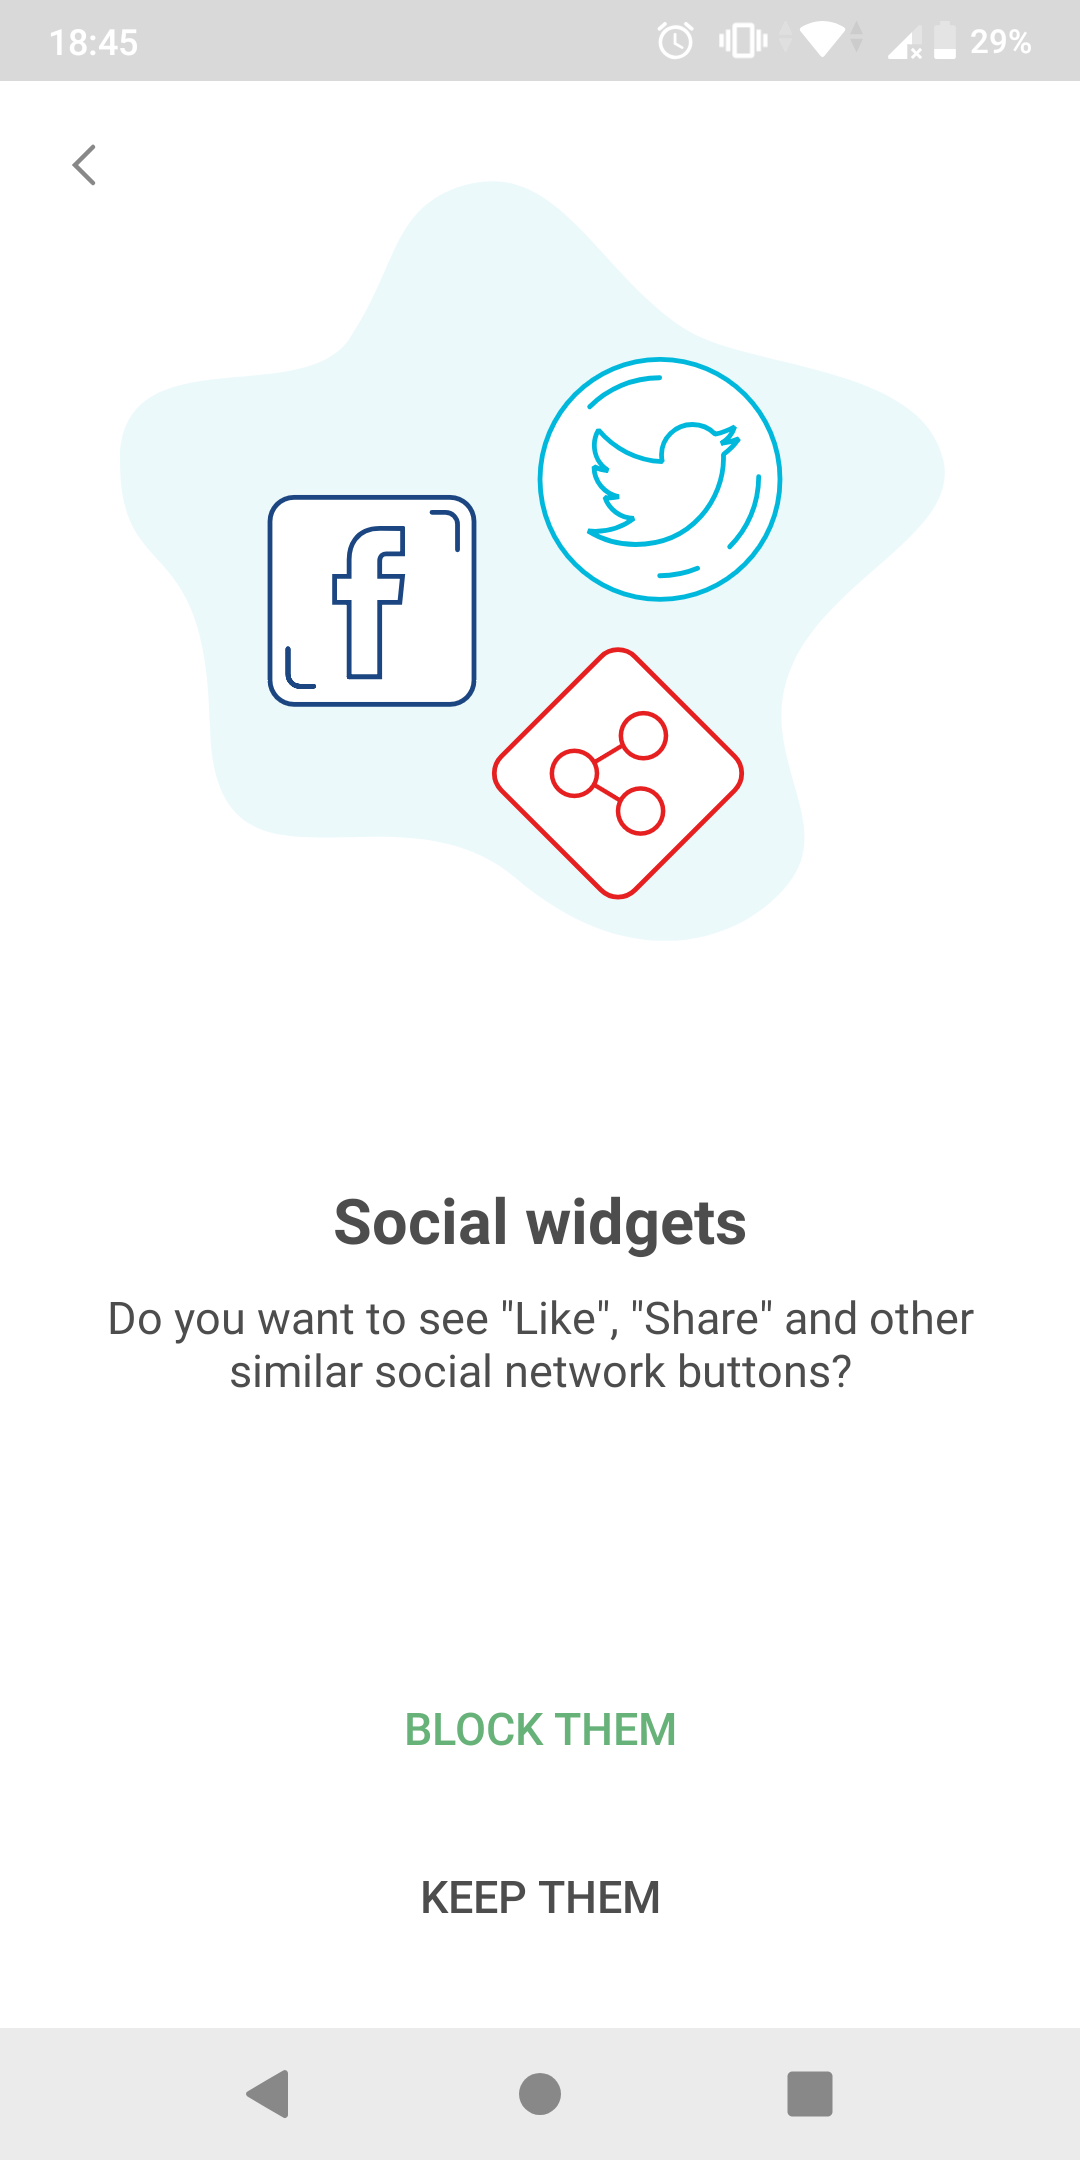 18:45
29%
Social widgets
Do you want to see "Like", "Share" and other
similar social network buttons?
BLOCK THEM
KEEP THEM